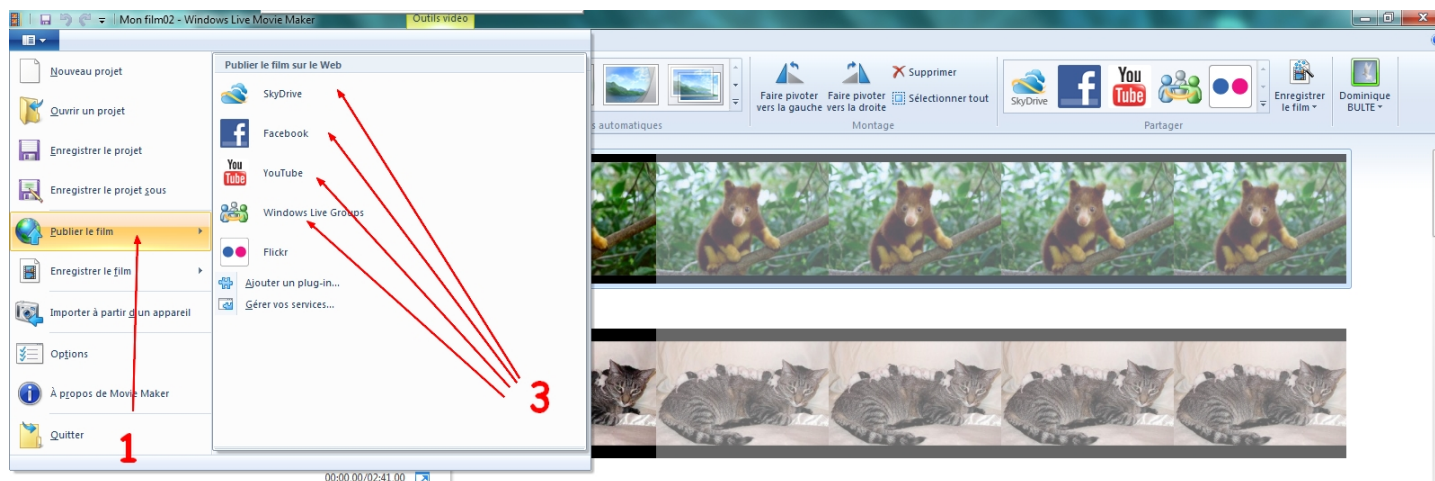 Mon film02 - Windows Live Movie Maker
Outils vidéo
Nouveau projet
Ouvrir un projet
Enregistrer le projet
Enregistrer le projet sous
Publier le film
Enregistrer le film
Importer à partir d'un appareil
Options
À propos de Movie Maker
Quitter
1
Publier le film sur le Web
SkyDrive
Facebook
You
Tube
YouTube
Windows Live Groups
Flickr
Ajouter un plug-in...
Gérer vos services...
3
s automatiques
Faire pivoter
vers la gauche
Faire pivoter
vers la droite
Supprimer
Sélectionner tout
Montage
SkyDrive
You
Tube
Partager
Enregistrer
le film
Dominique
BULTE
00:00.00/02:41.00